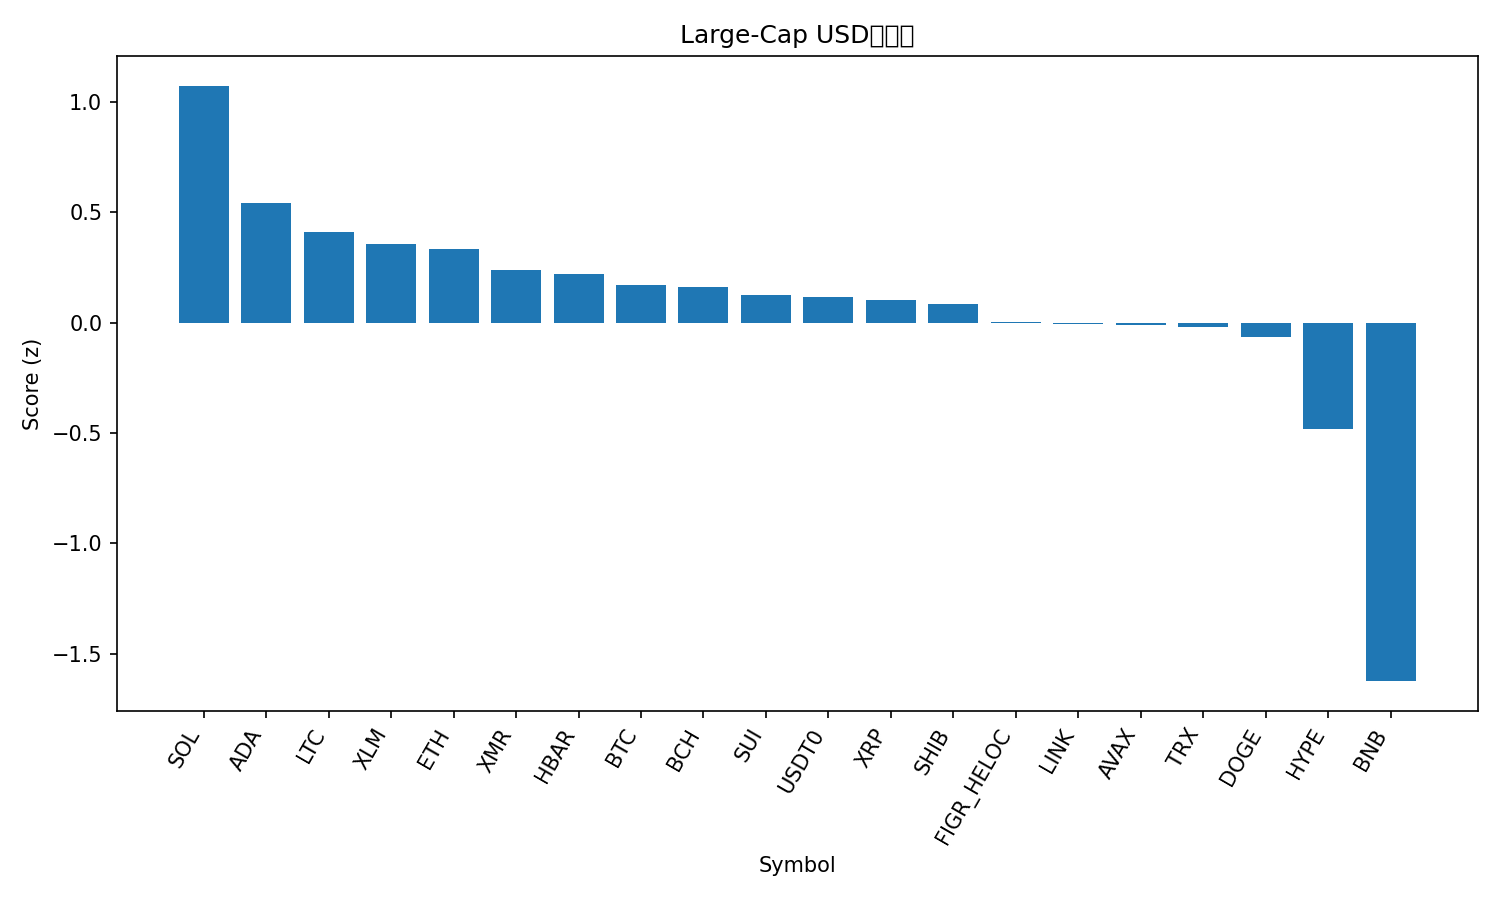 Large-Cap USD
1.0
0.5
0.0
−0.5
−1.0
−1.5
Score (z)
SOL
ADA
LTC
XLM
ETH
XMR
HBAR
BTC
BCH
SUI
USDT0
XRP
SHIB
FIGR_HELOC
LINK
AVAX
TRX
DOGE
HYPE
BNB
Symbol